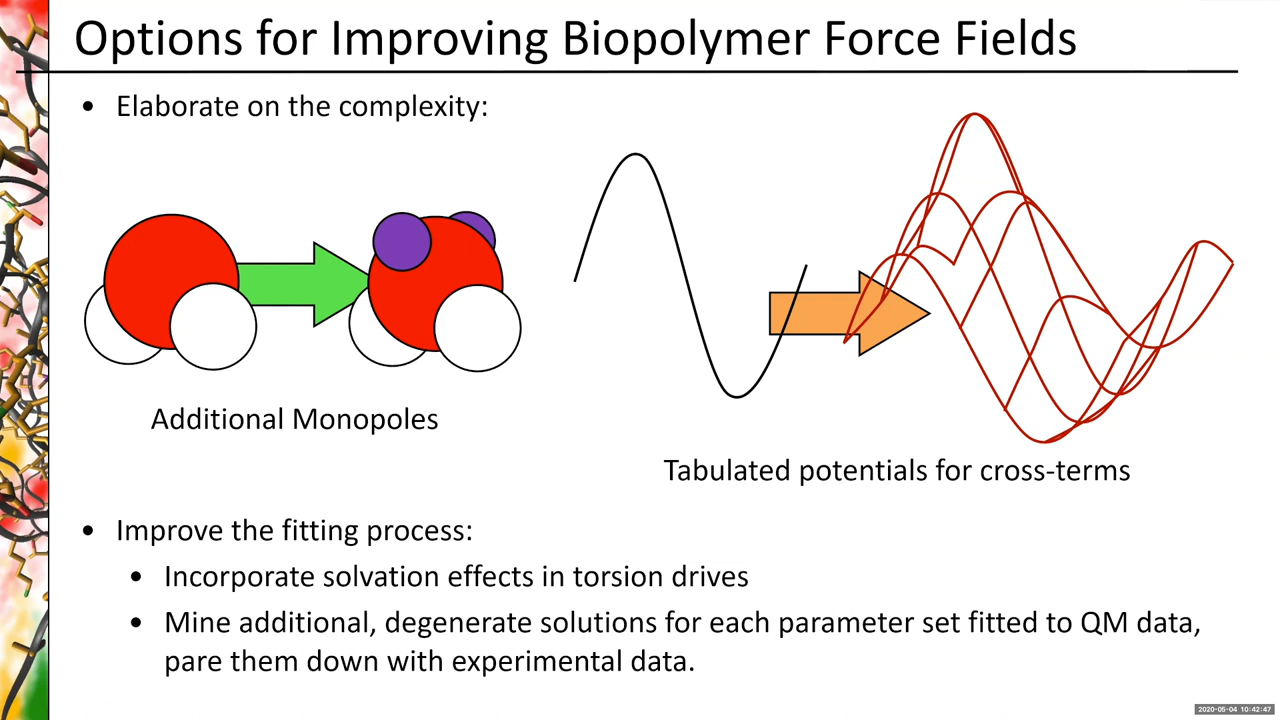 Options for Improving Biopolymer Force Fields
• Elaborate on the complexity:
Additional Monopoles
Tabulated potentials for cross-terms
• Improve the fitting process:
• Incorporate solvation effects in torsion drives
• Mine additional, degenerate solutions for each parameter set fitted to QM data,
pare them down with experimental data.
2020-05-04 10:42:47